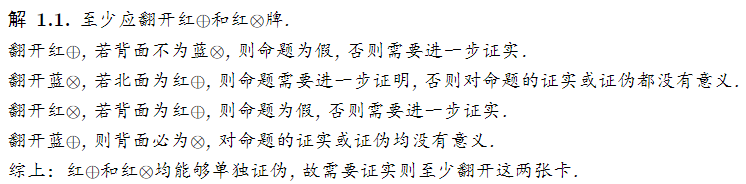 解 1.1. 至少应翻开红⊕和红⊗牌.
翻开红⊕, 若背面不为蓝⊗, 则命题为假, 否则需要进一步证实.
翻开蓝⊗, 若北面为红⊕, 则命题需要进一步证明, 否则对命题的证实或证伪都没有意义.
翻开红⊗, 若背面为红⊕, 则命题为假, 否则需要进一步证实.
翻开蓝⊕, 则背面必为⊗, 对命题的证实或证伪均没有意义.
综上: 红⊕和红⊗均能够单独证伪, 故需要证实则至少翻开这两张卡.